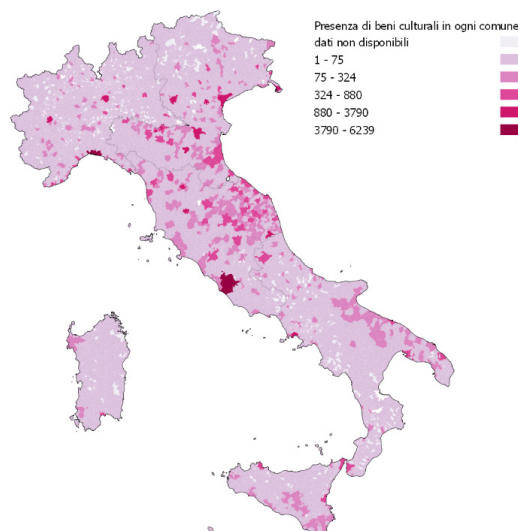 Presenza di beni culturali in ogni comune
dati non disponibili
1 - 75
75 - 324
324 - 880
880 - 3790
3790 - 6239